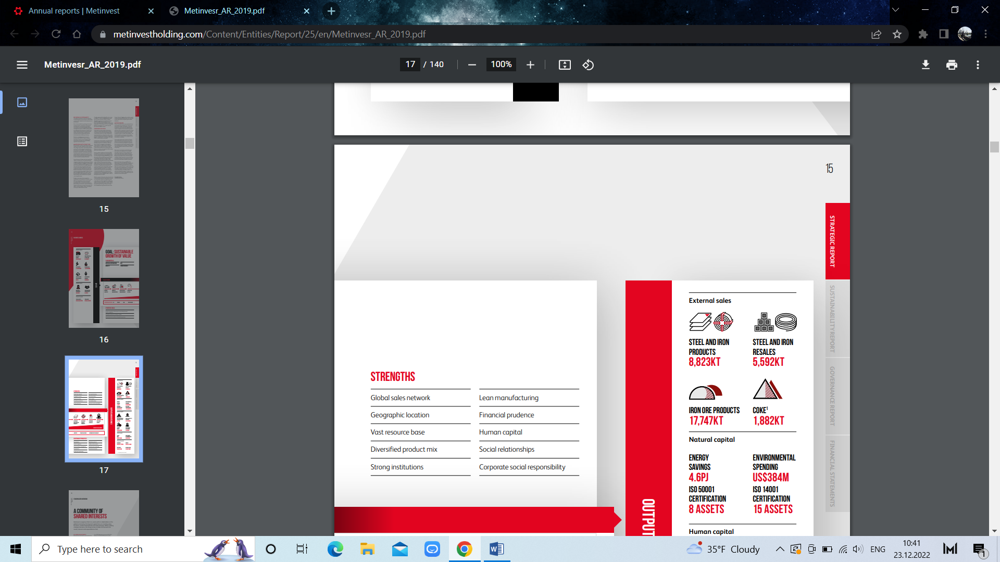 Annual reports | Metinvest
Metinvesr_AR_2019.pdf
metinvestholding.com/Content/Entities/Report/25/en/Metinvesr_AR_2019.pdf
Metinvesr_AR_2019.pdf
17 / 140
100%
15
GOAL: SUSTAINABLE
GROWTH OF VALUE
16
17
A COMMUNITY OF
SHARED INTERESTS
15
STRATEGIC REPORT
SUSTAINABILITY REPORT
GOVERNANCE REPORT
FINANCIAL STATEMENTS
STRENGTHS
Global sales network
Lean manufacturing
Geographic location
Financial prudence
Vast resource base
Human capital
Diversified product mix
Social relationships
Strong institutions
Corporate social responsibility
OUTPUT
External sales
STEEL AND IRON
PRODUCTS
8,823KT
STEEL AND IRON
RESALES
5,592KT
IRON ORE PRODUCTS
17,747KT
COKE¹
1,882KT
Natural capital
ENERGY
SAVINGS
4.6PJ
ENVIRONMENTAL
SPENDING
US$384M
ISO 50001
CERTIFICATION
8 ASSETS
ISO 14001
CERTIFICATION
15 ASSETS
Human capital
Type here to search
35°F Cloudy
ENG
10:41
23.12.2022
1